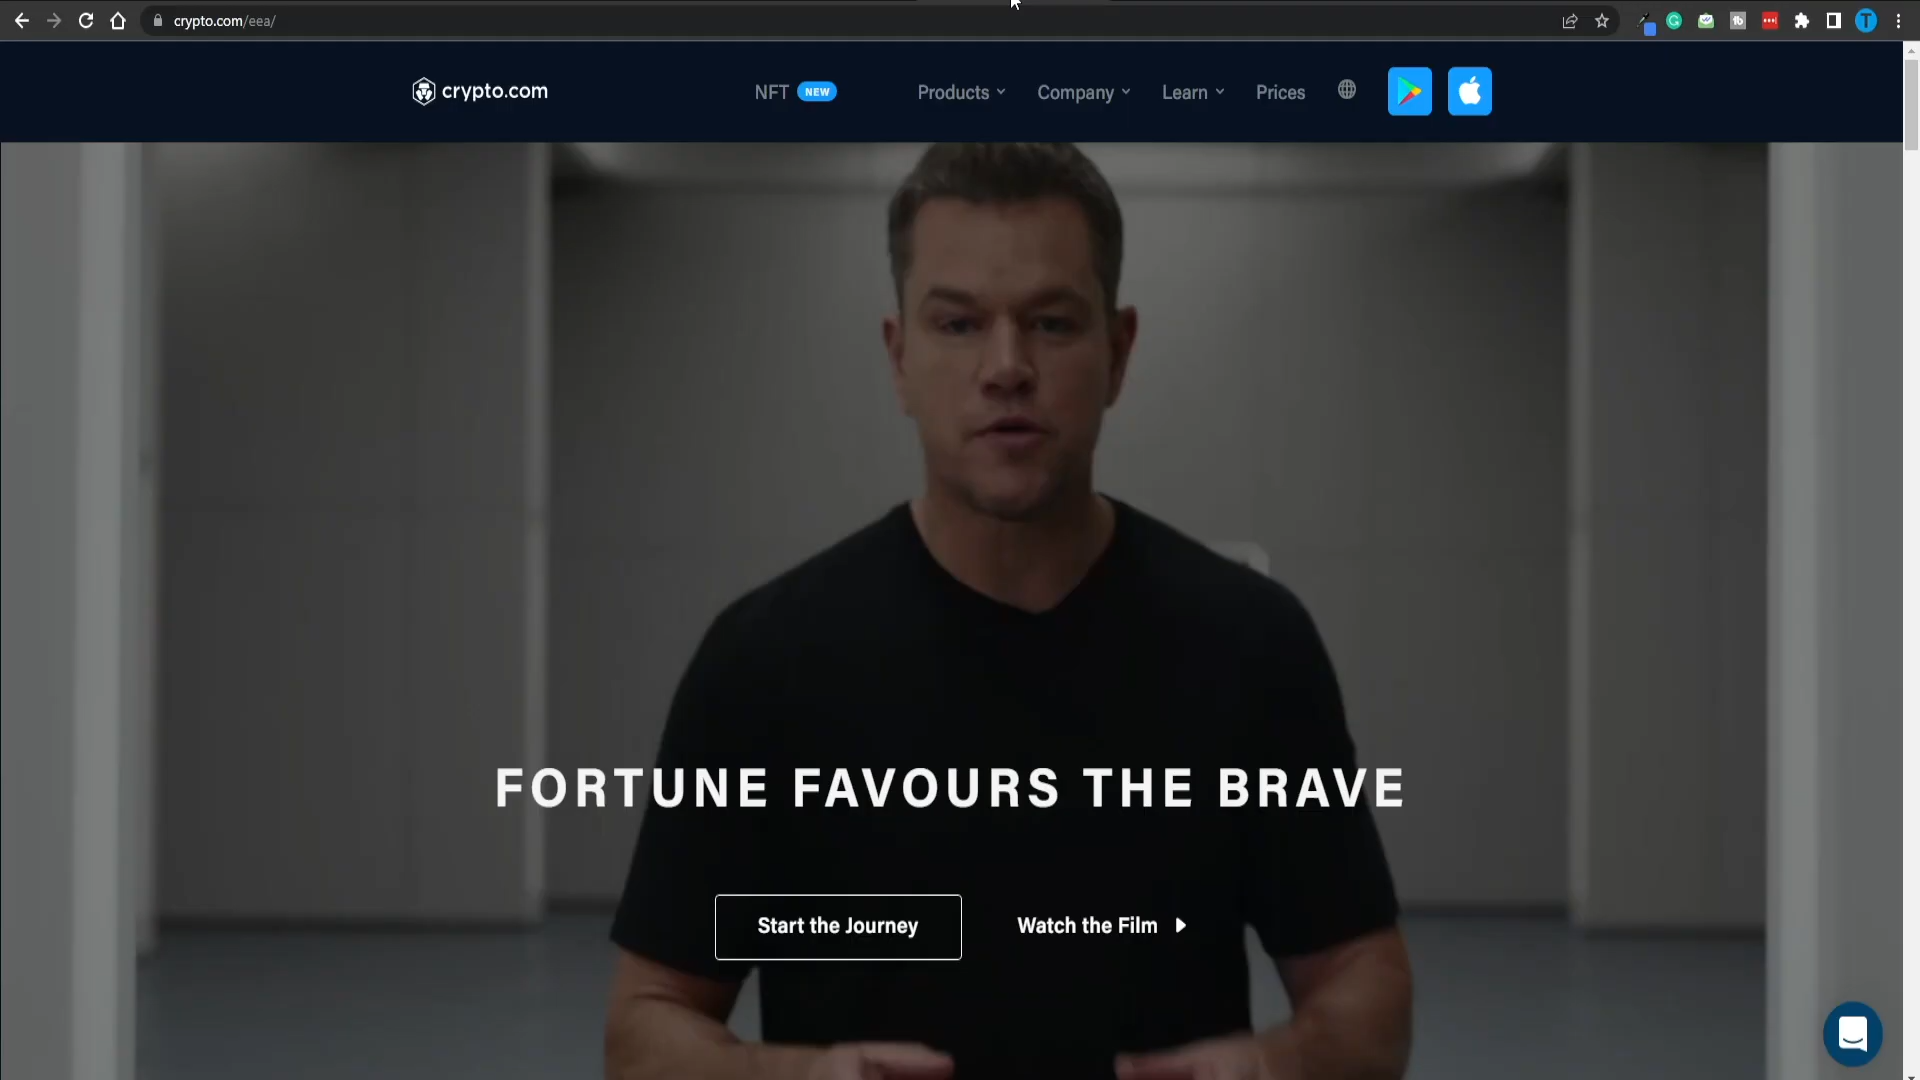 crypto.com/eea/
T
crypto.com
NFT NEW
Products
Company
Learn
Prices
FORTUNE FAVOURS THE BRAVE
Start the Journey
Watch the Film